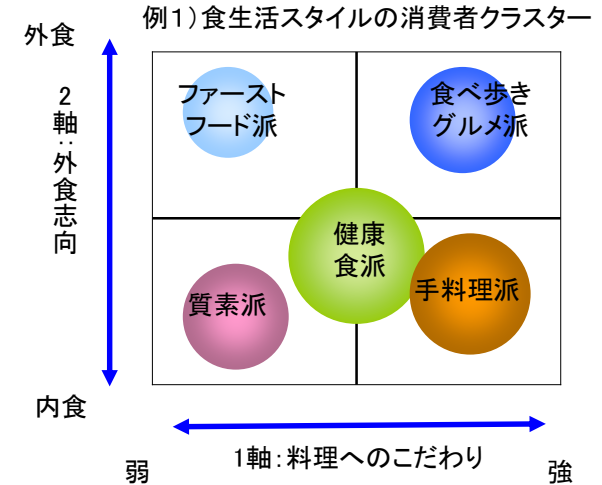 例1）食生活スタイルの消費者クラスター
外食
2軸：外食志向
ファースト
フード派
食べ歩き
グルメ派
健康
食派
質素派
手料理派
内食
1軸：料理へのこだわり
弱
強